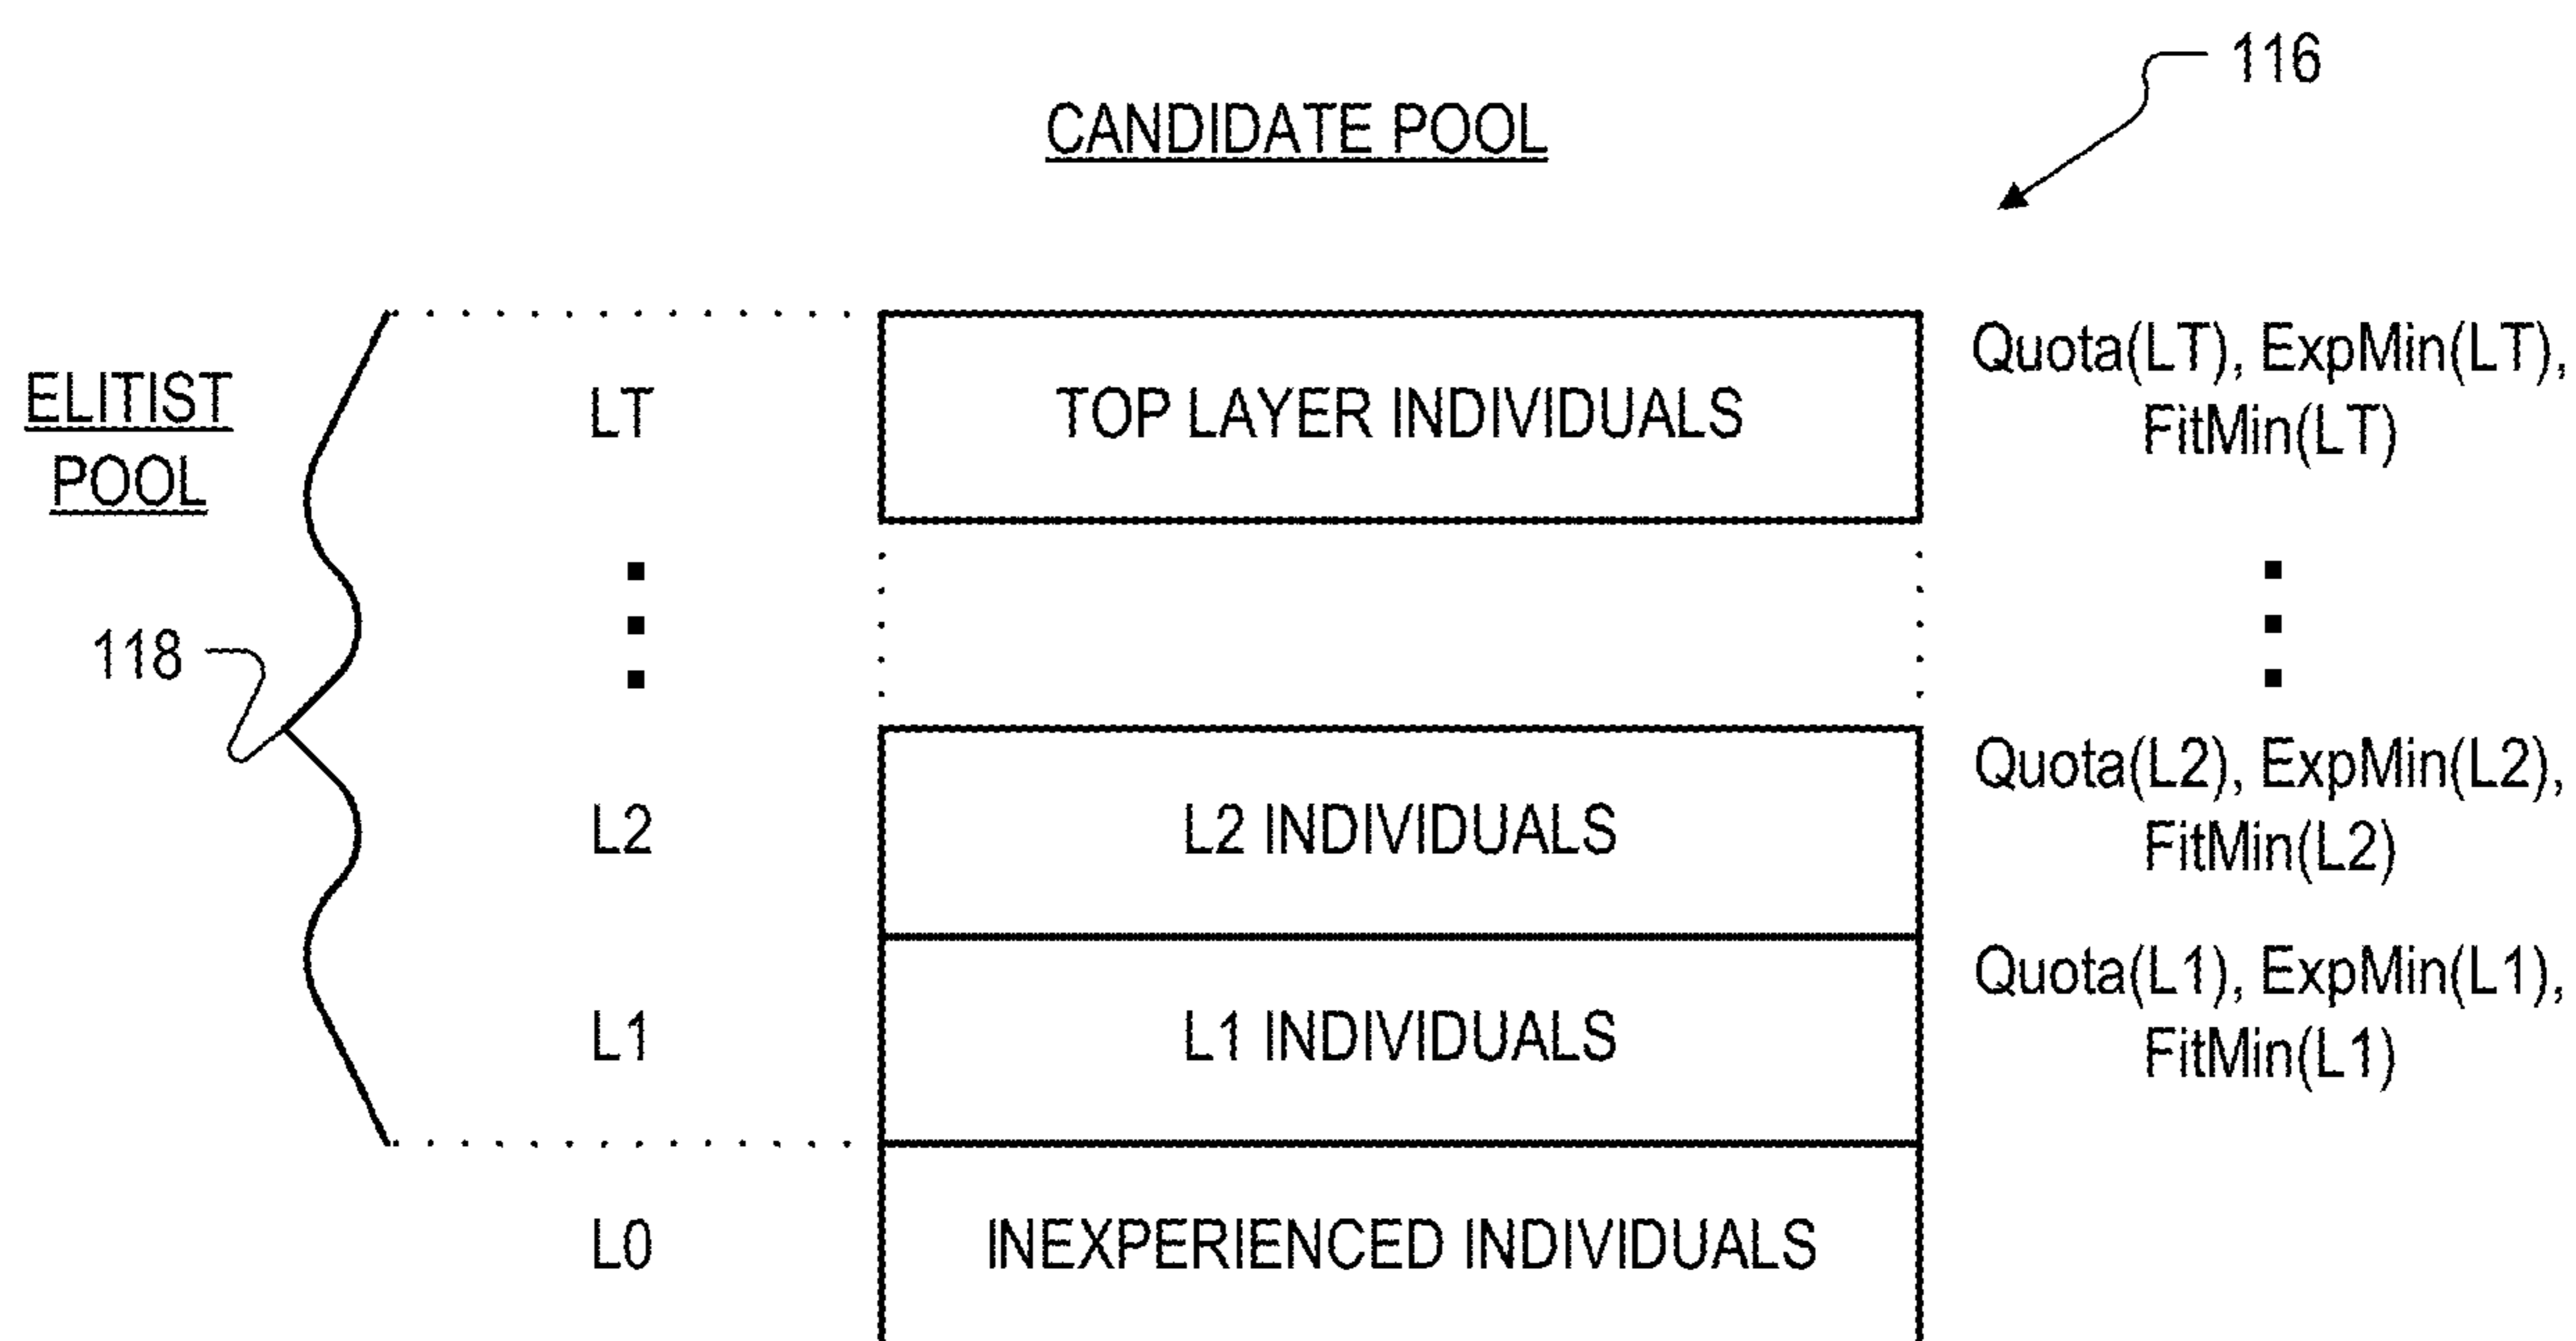 116
CANDIDATE POOL
ELITIST
POOL
LT
TOP LAYER INDIVIDUALS
Quota(LT), ExpMin(LT),
FitMin(LT)
118
L2
L2 INDIVIDUALS
Quota(L2), ExpMin(L2),
FitMin(L2)
L1
L1 INDIVIDUALS
Quota(L1), ExpMin(L1),
FitMin(L1)
L0
INEXPERIENCED INDIVIDUALS